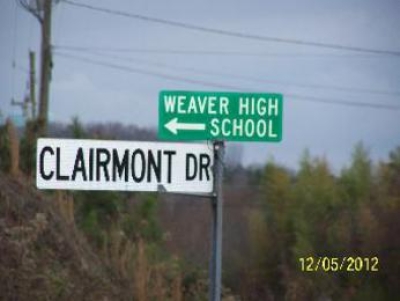 WEAVER HIGH
SCHOOL
CLAIRMONT DR
12/05/2012